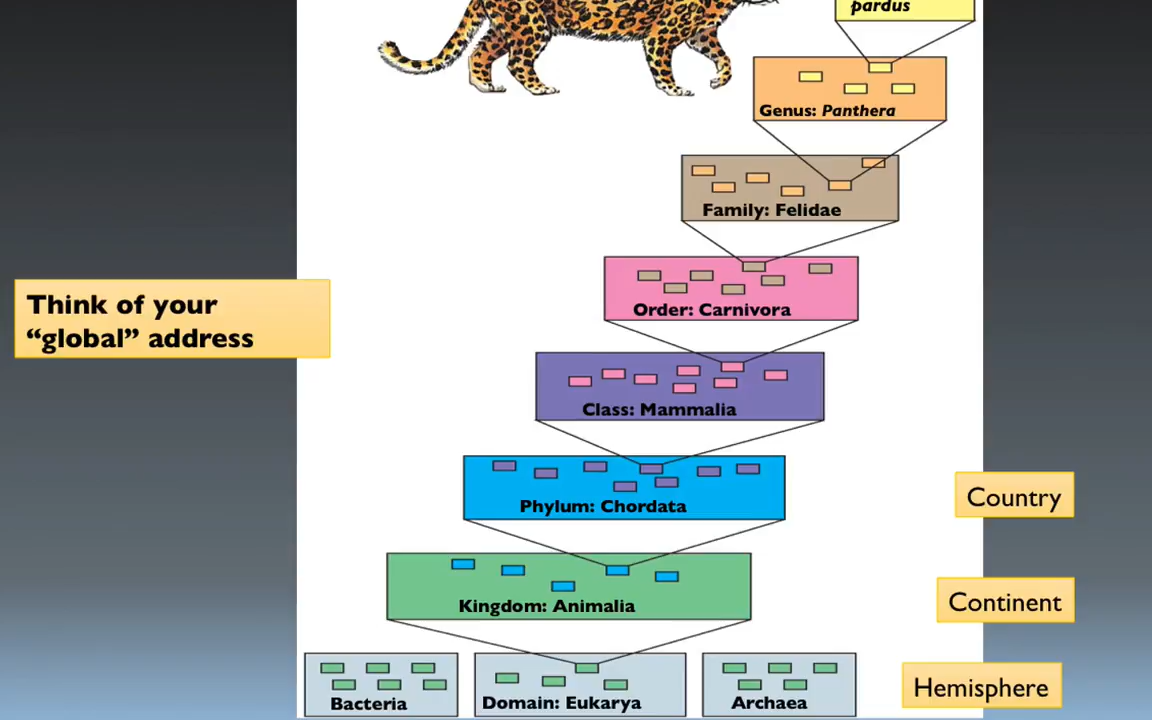 pardus
Genus: Panthera
Family: Felidae
Order: Carnivora
Think of your
“global” address
Class: Mammalia
Phylum: Chordata
Country
Kingdom: Animalia
Continent
Bacteria
Domain: Eukarya
Archaea
Hemisphere